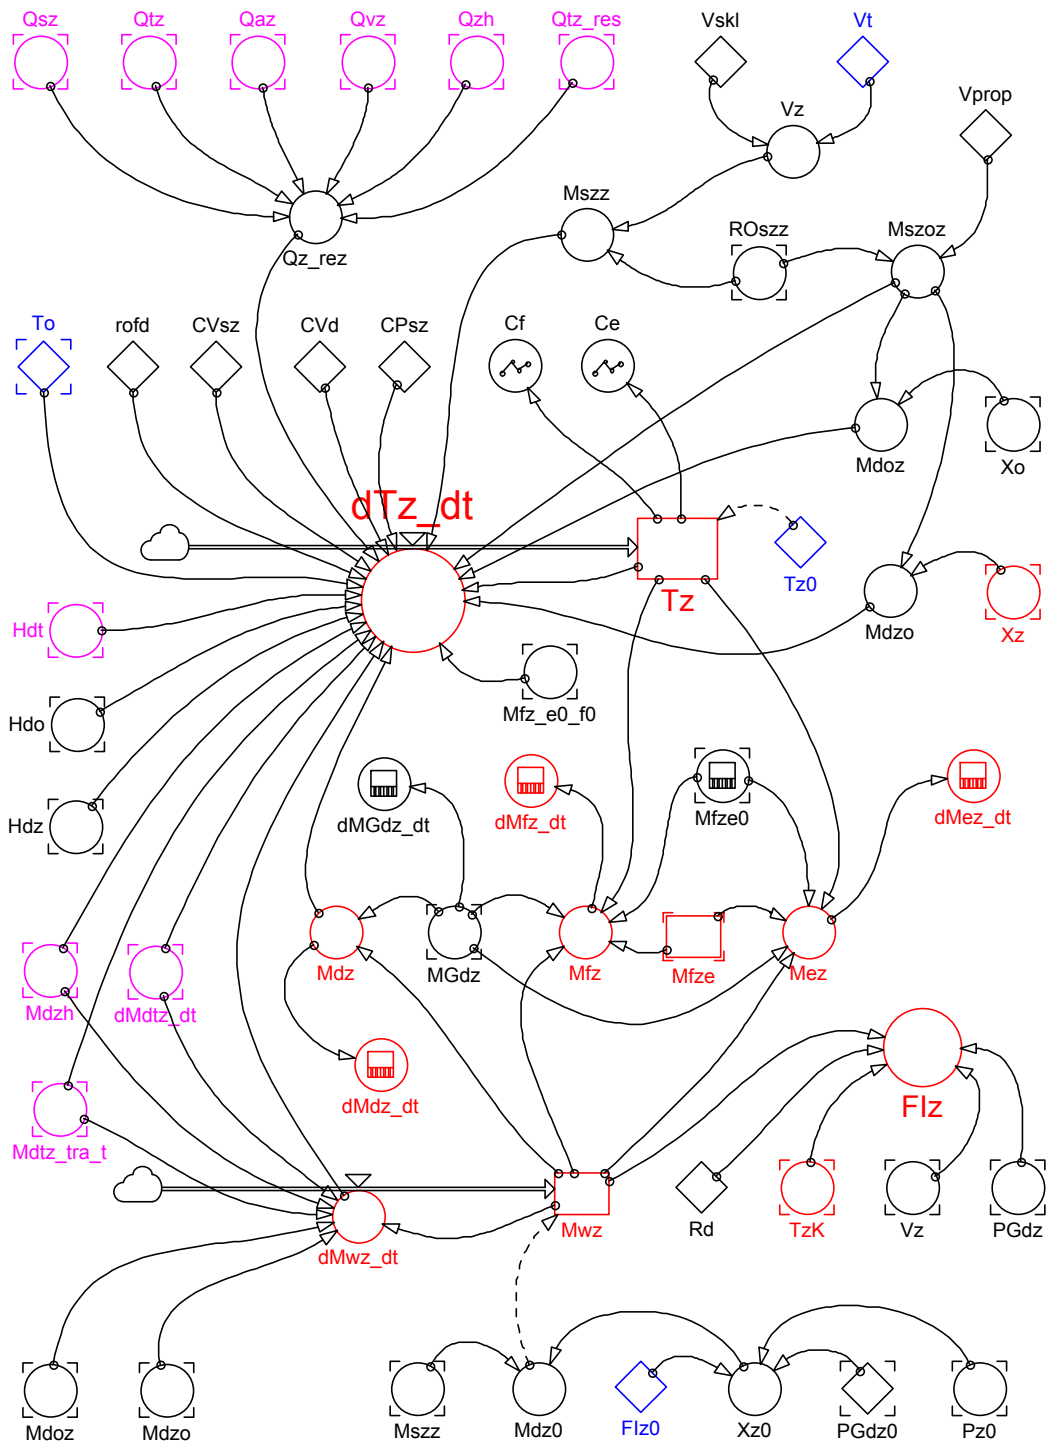 Qsz Qtz Qaz Qvz Qzh Qtz_res Vskl Vt
Vz Vprop
Mszz ROszz Mszoz
Qz_rez
To rofd CVsz CVd CPsz Cf Ce
Mdoz Xo
dTz_dt
Tz Tz0
Mdzo Xz
Hdt
Mfz_e0_f0
Hdo
Hdz
dMGdz_dt dMfz_dt Mfze0 dMez_dt
Mdz MGdz Mfz Mfze Mez
Mdzh dMdtz_dt
dMdz_dt FIz
Mdtz_tra_t
dMwz_dt Mwz Rd TzK Vz PGdz
Mdoz Mdzo Mszz Mdz0 FIz0 Xz0 PGdz0 Pz0